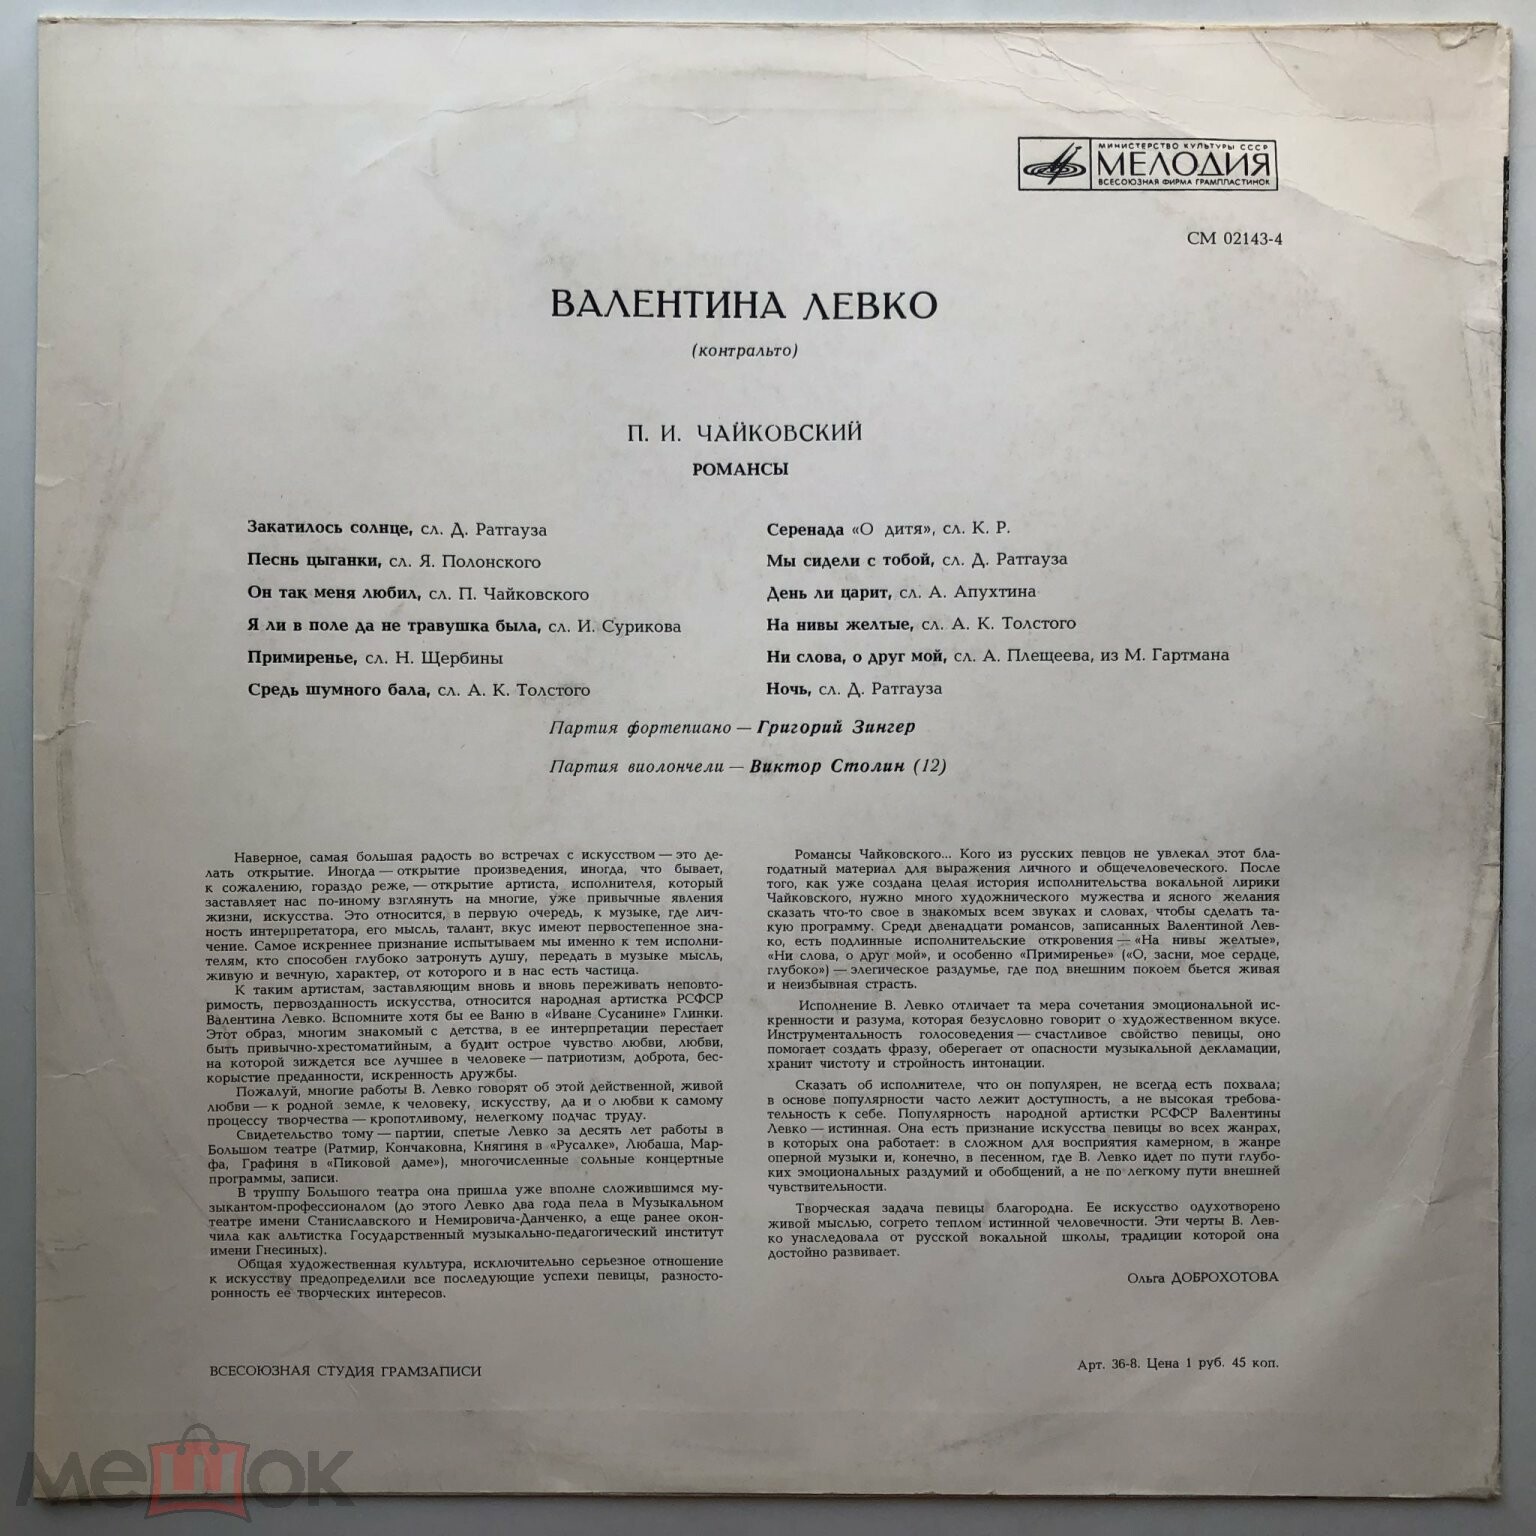 МИНИСТЕРСТВО КУЛЬТУРЫ СССР
МЕЛОДИЯ
ВСЕСОЮЗНАЯ ФИРМА ГРАМПЛАСТИНОК
СМ 02143-4
ВАЛЕНТИНА ЛЕВКО
(контральто)
П. И. ЧАЙКОВСКИЙ
РОМАНСЫ
Закатилось солнце, сл. Д. Ратгауза
Песнь цыганки, сл. Я. Полонского
Он так меня любил, сл. П. Чайковского
Я ли в поле да не травушка была, сл. И. Сурикова
Примиренье, сл. Н. Щербины
Средь шумного бала, сл. А. К. Толстого
Серенада «О дитя», сл. К. Р.
Мы сидели с тобой, сл. Д. Ратгауза
День ли царит, сл. А. Апухтина
На нивы желтые, сл. А. К. Толстого
Ни слова, о друг мой, сл. А. Плещеева, из М. Гартмана
Ночь, сл. Д. Ратгауза
Партия фортепиано — Григорий Зингер
Партия виолончели — Виктор Столин (12)
Наверное, самая большая радость во встречах с искусством — это де-
лать открытие. Иногда — открытие произведения, иногда, что бывает,
к сожалению, гораздо реже, — открытие артиста, исполнителя, который
заставляет нас по-иному взглянуть на многие, уже привычные явления
жизни, искусства. Это относится, в первую очередь, к музыке, где лич-
ность интерпретатора, его мысль, талант, вкус имеют первостепенное зна-
чение. Самое искреннее признание испытываем мы именно к тем исполни-
телям, кто способен глубоко затронуть душу, передать в музыке мысль,
живую и вечную, характер, от которого и в нас есть частица.
К таким артистам, заставляющим вновь и вновь переживать неповто-
римость, первозданность искусства, относится народная артистка РСФСР
Валентина Левко. Вспомните хотя бы ее Ваню в «Иване Сусанине» Глинки.
Этот образ, многим знакомый с детства, в ее интерпретации перестает
быть привычно-хрестоматийным, а будит острое чувство любви, любви,
на которой зиждется все лучшее в человеке — патриотизм, доброта, бес-
корыстие преданности, искренность дружбы.
Пожалуй, многие работы В. Левко говорят об этой действенной, живой
любви — к родной земле, к человеку, искусству, да и о любви к самому
процессу творчества — кропотливому, нелегкому подчас труду.
Свидетельство тому — партии, спетые Левко за десять лет работы в
Большом театре (Ратмир, Кончаковна, Княгиня в «Русалке», Любаша, Мар-
фа, Графиня в «Пиковой даме»), многочисленные сольные концертные
программы, записи.
В труппу Большого театра она пришла уже вполне сложившимся му-
зыкантом-профессионалом (до этого Левко два года пела в Музыкальном
театре имени Станиславского и Немировича-Данченко, а еще ранее окон-
чила как альтистка Государственный музыкально-педагогический институт
имени Гнесиных).
Общая художественная культура, исключительно серьезное отношение
к искусству предопределили все последующие успехи певицы, разносто-
ронность ее творческих интересов.
Романсы Чайковского... Кого из русских певцов не увлекал этот бла-
годатный материал для выражения личного и общечеловеческого. После
того, как уже создана целая история исполнительства вокальной лирики
Чайковского, нужно много художнического мужества и ясного желания
сказать что-то свое в знакомых всем звуках и словах, чтобы сделать та-
кую программу. Среди двенадцати романсов, записанных Валентиной Лев-
ко, есть подлинные исполнительские откровения — «На нивы желтые»,
«Ни слова, о друг мой», и особенно «Примиренье» («О, засни, мое сердце,
глубоко») — элегическое раздумье, где под внешним покоем бьется живая
и неизбывная страсть.
Исполнение В. Левко отличает та мера сочетания эмоциональной ис-
кренности и разума, которая безусловно говорит о художественном вкусе.
Инструментальность голосоведения — счастливое свойство певицы, оно
помогает создать фразу, оберегает от опасности музыкальной декламации,
хранит чистоту и стройность интонации.
Сказать об исполнителе, что он популярен, не всегда есть похвала;
в основе популярности часто лежит доступность, а не высокая требова-
тельность к себе. Популярность народной артистки РСФСР Валентины
Левко — истинная. Она есть признание искусства певицы во всех жанрах,
в которых она работает: в сложном для восприятия камерном, в жанре
оперной музыки и, конечно, в песенном, где В. Левко идет по пути глубо-
ких эмоциональных раздумий и обобщений, а не по легкому пути внешней
чувствительности.
Творческая задача певицы благородна. Ее искусство одухотворено
живой мыслью, согрето теплом истинной человечности. Эти черты В. Лев-
ко унаследовала от русской вокальной школы, традиции которой она
достойно развивает.
Ольга ДОБРОХОТОВА
ВСЕСОЮЗНАЯ СТУДИЯ ГРАМЗАПИСИ
Арт. 36-8. Цена 1 руб. 45 коп.
мешок